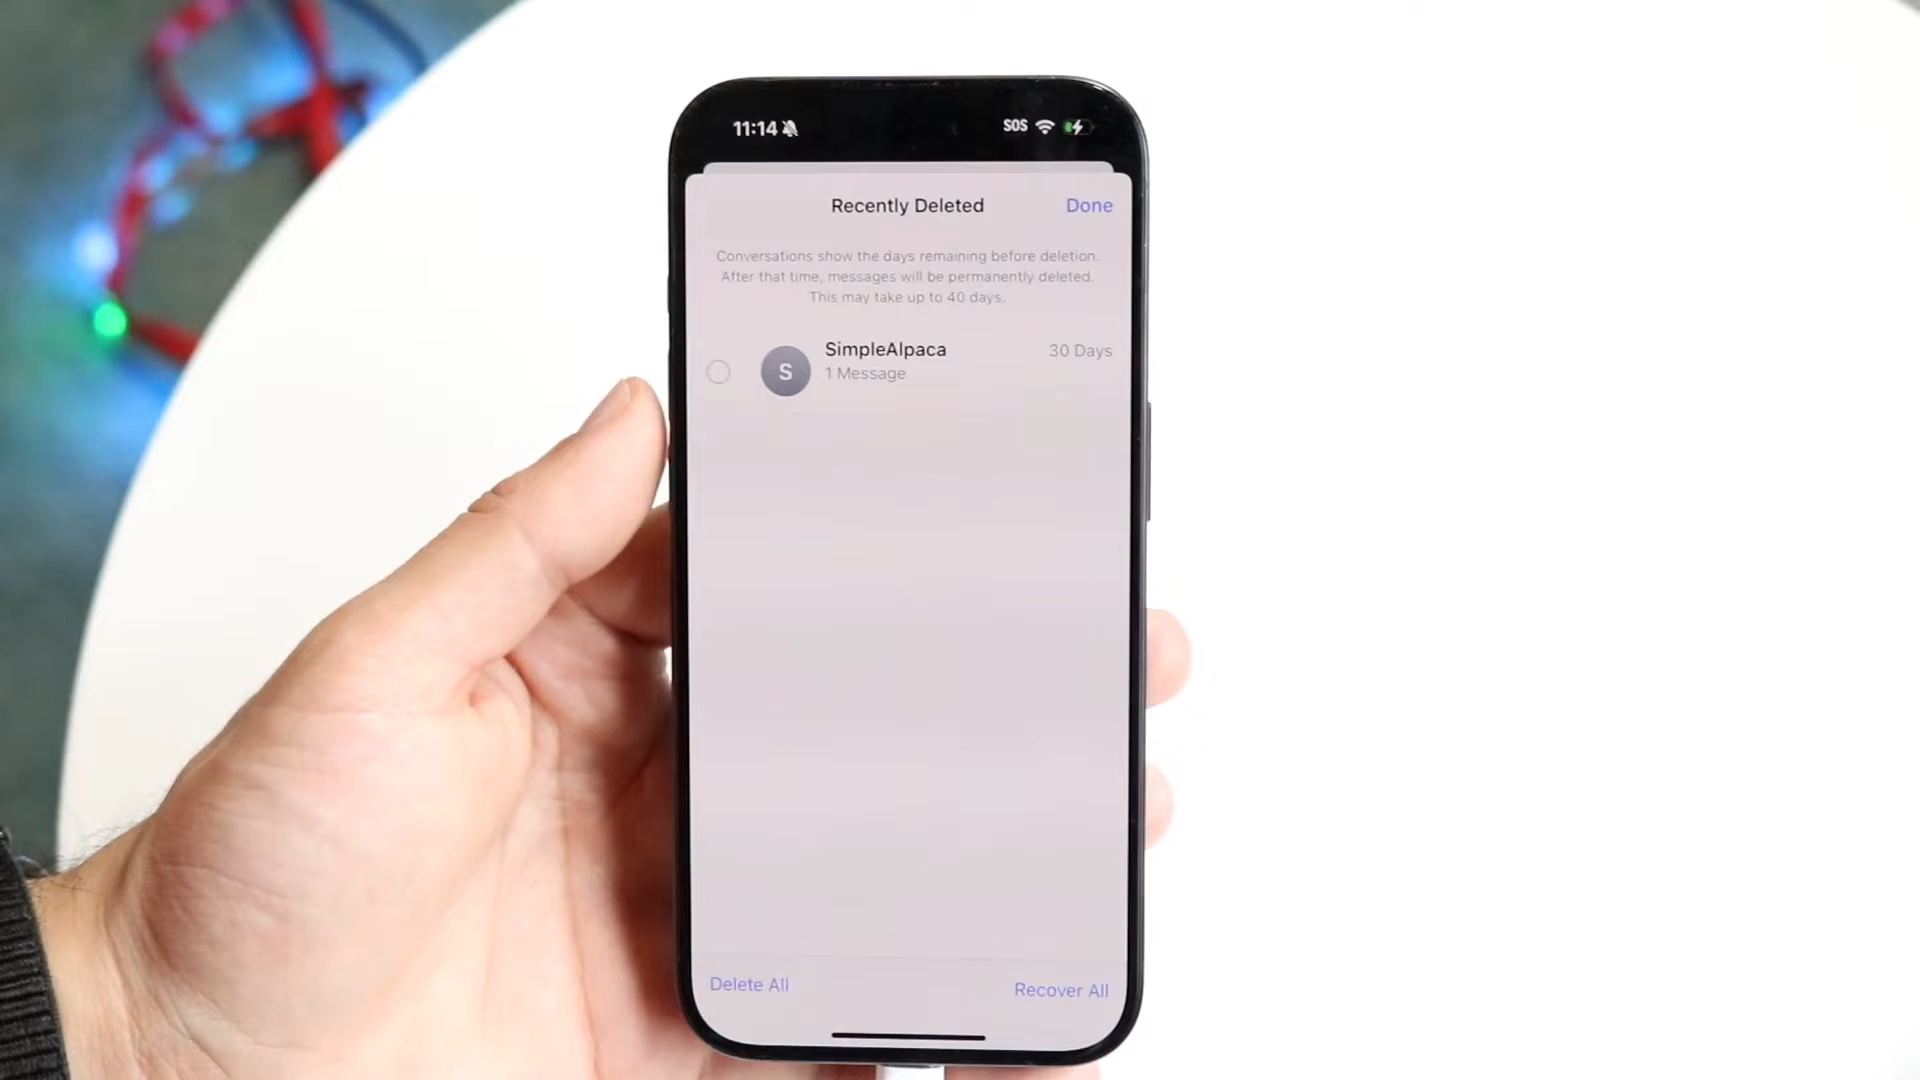 11:14
SOS
Recently Deleted
Done
Conversations show the days remaining before deletion.
After that time, messages will be permanently deleted.
This may take up to 40 days.
S
SimpleAlpaca
30 Days
1 Message
Delete All
Recover All